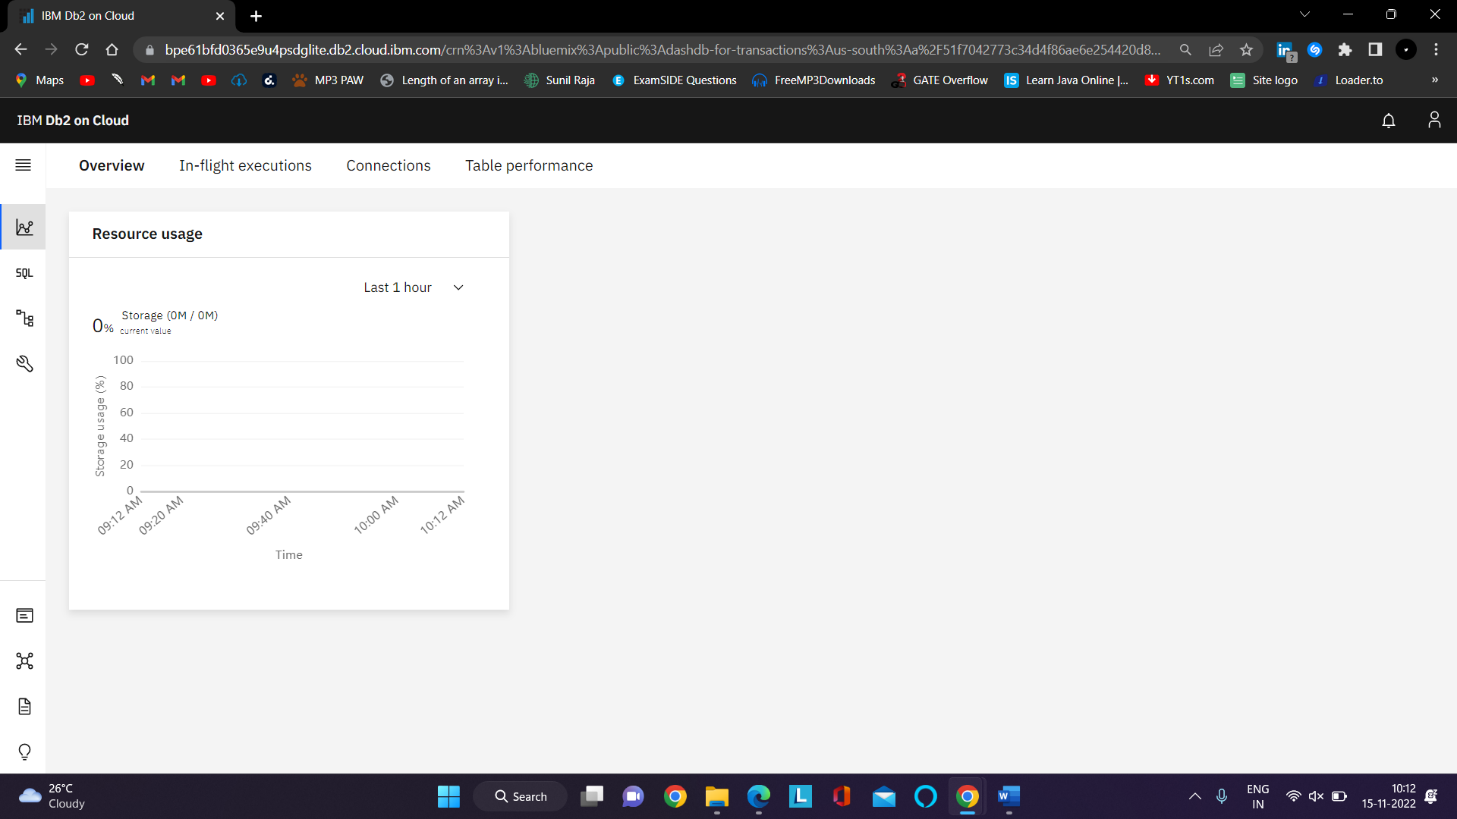 IBM Db2 on Cloud
bpe61bfd0365e9u4psdglite.db2.cloud.ibm.com/crn%3Av1%3Abluemix%3Apublic%3Adashdb-for-transactions%3Aus-south%3Aa%2F51f7042773c34d4f86ae6e254420d8...
Maps
MP3 PAW
Length of an array i...
Sunil Raja
ExamSIDE Questions
FreeMP3Downloads
GATE Overflow
Learn Java Online |...
YT1s.com
Site logo
Loader.to
»
IBM Db2 on Cloud
Overview
In-flight executions
Connections
Table performance
SQL
Resource usage
Last 1 hour
0% Storage (0M / 0M)
current value
Storage usage (%)
100
80
60
40
20
0
09:12 AM
09:20 AM
09:40 AM
10:00 AM
10:12 AM
Time
26°C
Cloudy
Search
ENG
IN
10:12
15-11-2022